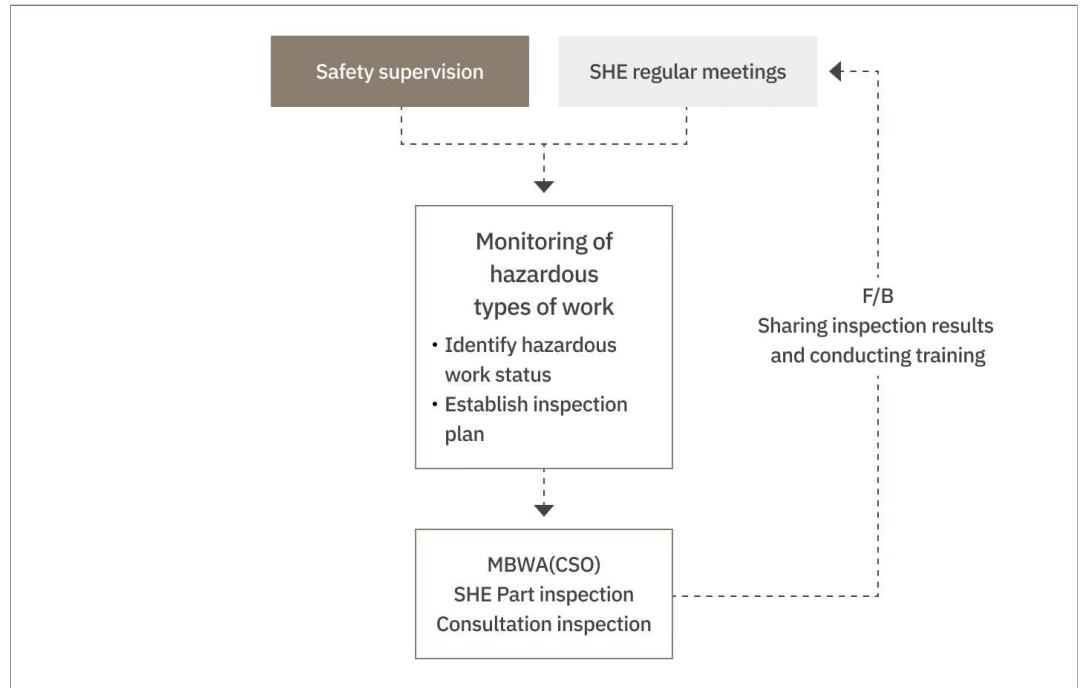 Safety supervision
SHE regular meetings
Monitoring of
hazardous
types of work
• Identify hazardous
work status
• Establish inspection
plan
F/B
Sharing inspection results
and conducting training
MBWA(CSO)
SHE Part inspection
Consultation inspection